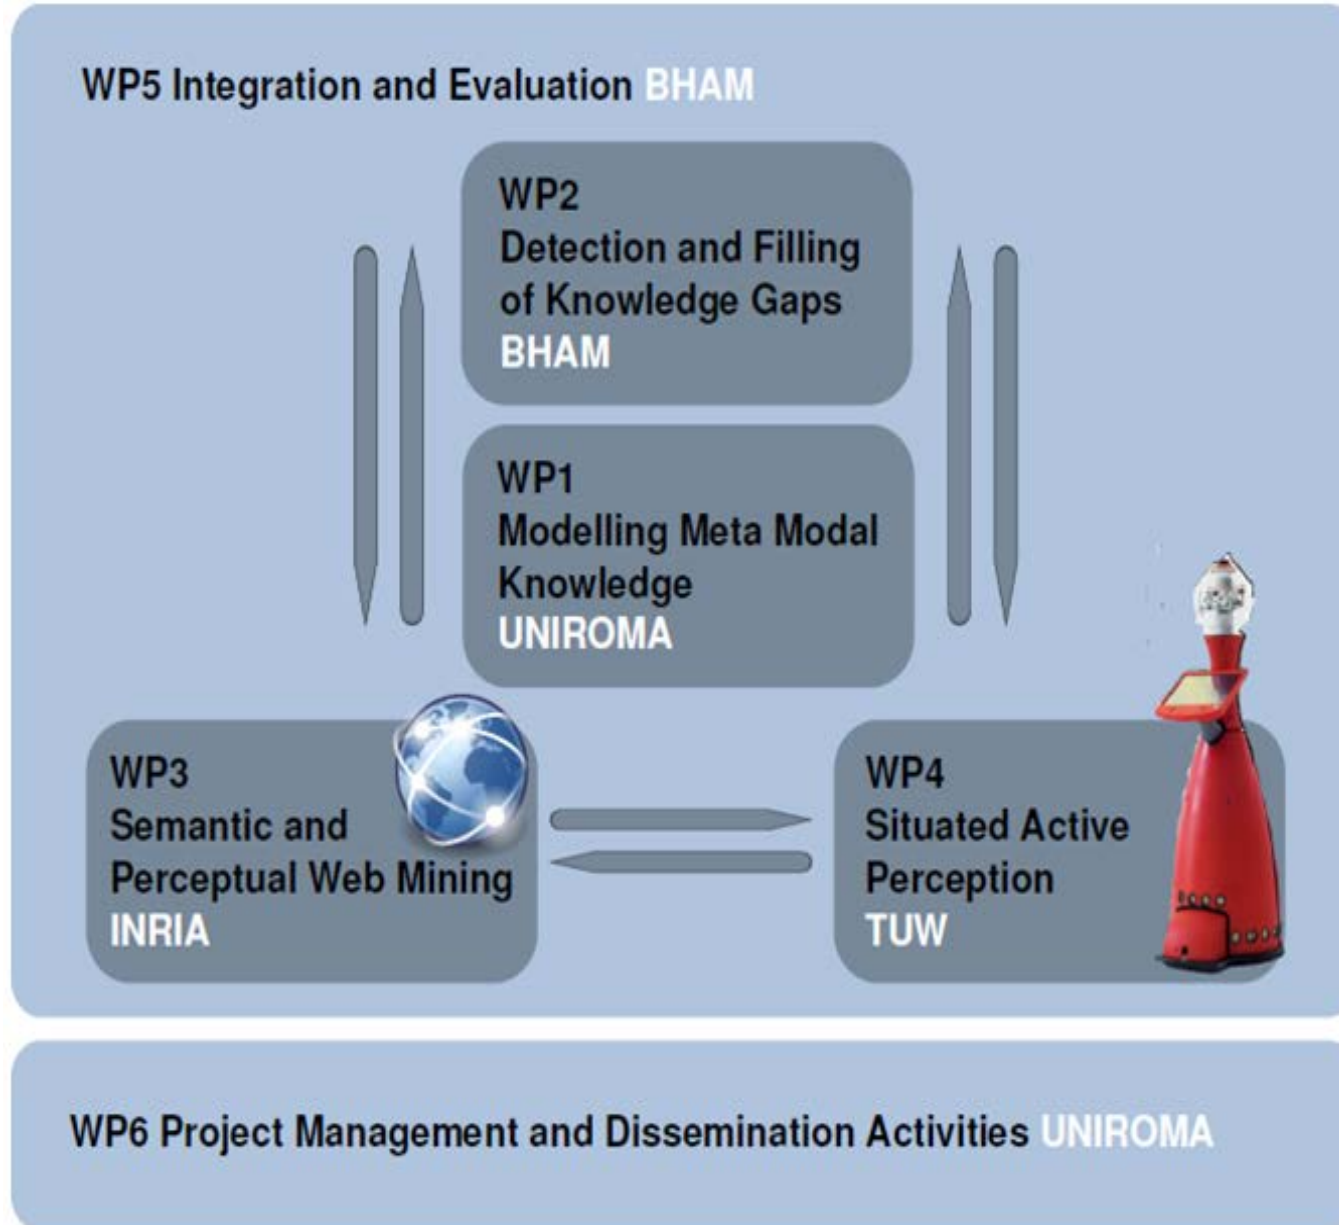 WP5 Integration and Evaluation BHAM
WP2
Detection and Filling
of Knowledge Gaps
BHAM
WP1
Modelling Meta Modal
Knowledge
UNIROMA
WP3
Semantic and
Perceptual Web Mining
INRIA
WP4
Situated Active
Perception
TUW
WP6 Project Management and Dissemination Activities UNIROMA